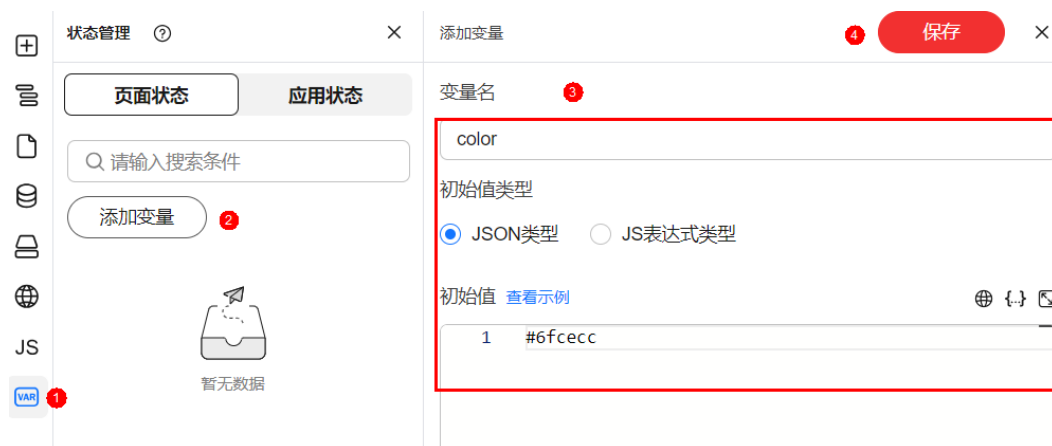 状态管理
页面状态
应用状态
请输入搜索条件
添加变量
2
暂无数据
JS
VAR
1
添加变量
4
保存
变量名
3
color
初始值类型
JSON类型
JS表达式类型
初始值
查看示例
{..}
1
#6fcecc